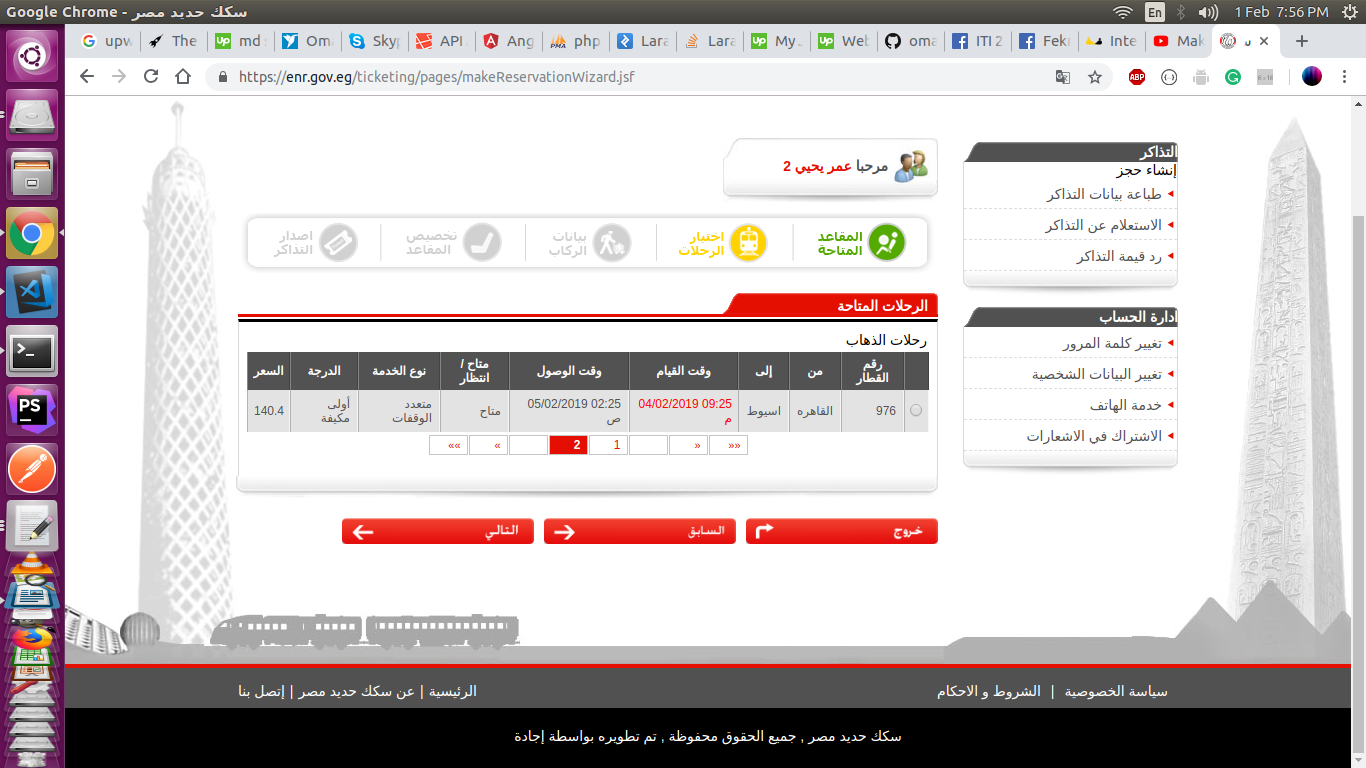 سكك حديد مصر - Google Chrome
En
1 Feb 7:56 PM
upw
The
md
Oma
Skyp
API
Ang
php
Lara
Lara
My
Web
oma
ITI 2
Fekr
Inte
Mak
https://enr.gov.eg/ticketing/pages/makeReservationWizard.jsf
ABP
مرحبا عمر يحيي 2
التذاكر
إنشاء حجز
طباعة بيانات التذاكر
الاستعلام عن التذاكر
رد قيمة التذاكر
ادارة الحساب
تغيير كلمة المرور
تغيير البيانات الشخصية
خدمة الهاتف
الاشتراك في الاشعارات
المقاعد المتاحة
اختيار الرحلات
بيانات الركاب
تخصيص المقاعد
اصدار التذاكر
الرحلات المتاحة
رحلات الذهاب
رقم القطار من إلى وقت القيام وقت الوصول متاح / انتظار نوع الخدمة الدرجة السعر
976 القاهره اسيوط 04/02/2019 09:25 م 05/02/2019 02:25 ص متاح متعدد الوقفات أولى مكيفة 140.4
«« « 1 2 » »»
خروج
السابق
التالي
سياسة الخصوصية | الشروط و الاحكام
الرئيسية | عن سكك حديد مصر | إتصل بنا
سكك حديد مصر , جميع الحقوق محفوظة , تم تطويره بواسطة إجادة
PS